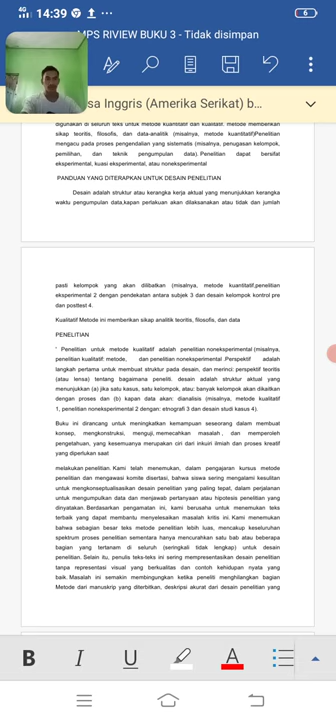 4G 14:39
6
MPS RIVIEW BUKU 3 - Tidak disimpan
sa Inggris (Amerika Serikat) b...
digunakan di seluruh teks untuk metode kuantitatif dan kualitatif. metode memberikan
sikap teoritis, filosofis, dan data-analitik (misalnya, metode kuantitatif)Penelitian
mengacu pada proses pengendalian yang sistematis (misalnya, penugasan kelompok,
pemilihan, dan teknik pengumpulan data).Penelitian dapat bersifat
eksperimental, kuasi eksperimental, atau noneksperimental
PANDUAN YANG DITERAPKAN UNTUK DESAIN PENELITIAN
Desain adalah struktur atau kerangka kerja aktual yang menunjukkan kerangka
waktu pengumpulan data,kapan perlakuan akan dilaksanakan atau tidak dan jumlah
pasti kelompok yang akan dilibatkan (misalnya, metode kuantitatif,penelitian
eksperimental 2 dengan pendekatan antara subjek 3 dan desain kelompok kontrol pre
dan posttest 4.
Kualitatif Metode ini memberikan sikap analitik teoritis, filosofis, dan data
PENELITIAN
' Penelitian untuk metode kualitatif adalah penelitian nonekperimental (misalnya,
penelitian kualitatif metode, dan penelitian nonekperimental .Perspektif adalah
langkah pertama untuk membuat struktur pada desain, dan merinci: perspektif teoritis
(atau lensa) tentang bagaimana peneliti. desain adalah struktur aktual yang
menunjukkan (a) jika satu kasus, satu kelompok, atau: banyak kelompok akan dikaitkan
dengan proses dan (b) kapan data akan: dianalisis (misalnya, metode kualitatif
1, penelitian nonekperimental 2 dengan: etnografi 3 dan desain studi kasus 4).
Buku ini dirancang untuk meningkatkan kemampuan seseorang dalam membuat
konsep, mengkonstruksi, menguji,memecahkan masalah, dan memperoleh
pengetahuan, yang kesemuanya merupakan ciri dari inkuiri ilmiah dan proses kreatif
yang diperlukan saat
melakukan penelitian. Kami telah menemukan, dalam pengajaran kursus metode
penelitian dan mengawasi komite disertasi, bahwa siswa sering mengalami kesulitan
untuk mengkonseptualisasikan desain penelitian yang paling tepat, dalam perjalanan
untuk mengumpulkan data dan menjawab pertanyaan atau hipotesis penelitian yang
dinyatakan. Berdasarkan pengamatan ini, kami berusaha untuk menemukan teks
terbaik yang dapat membantu menyelesaikan masalah kritis ini. Kami menemukan
bahwa sebagian besar teks metode penelitian lebih luas, mencakup keseluruhan
spektrum proses penelitian sementara hanya mencurahkan satu bab atau beberapa
bagian yang tertanam di seluruh (seringkali tidak lengkap) untuk desain
penelitian. Selain itu, penulis teks-teks ini sering mempresentasikan desain penelitian
tanpa representasi visual yang berkualitas dan contoh kehidupan nyata yang
baik. Masalah ini semakin membingungkan ketika peneliti menghilangkan bagian
Metode dari manuskrip yang diterbitkan, deskripsi akurat dari desain penelitian yang
B I U A